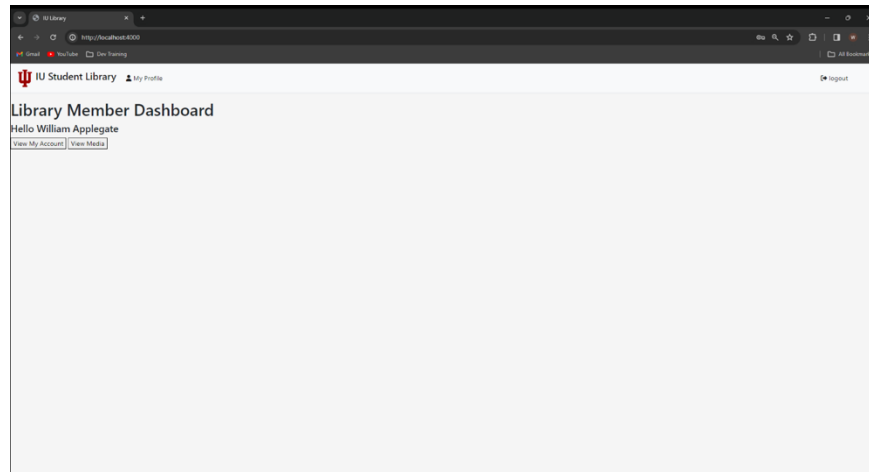 IU Library
http://localhost:4000
Gmail YouTube Dev Training All Bookmark
IU Student Library My Profile logout
Library Member Dashboard
Hello William Applegate
View My Account View Media